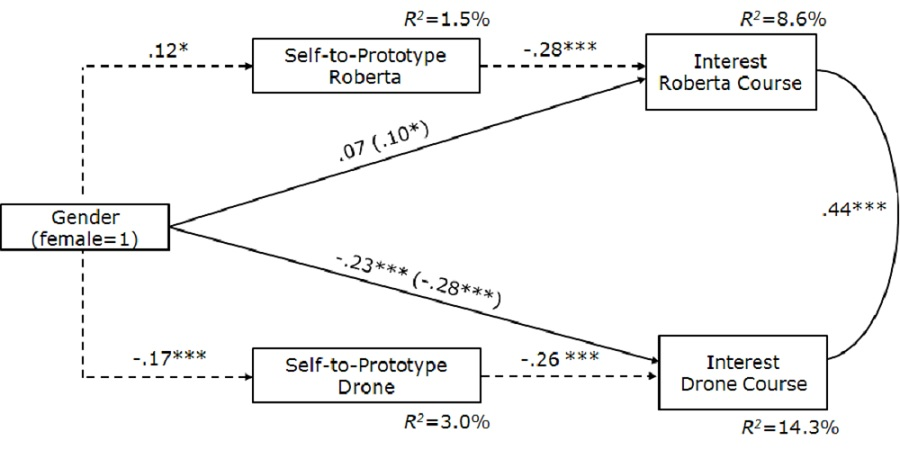 R²=1.5%
R²=8.6%
.12*
Self-to-Prototype
Roberta
-.28***
Interest
Roberta Course
.07 (.10*)
Gender
(female=1)
.44***
-.23*** (-.28***)
-.17***
Self-to-Prototype
Drone
-.26 ***
Interest
Drone Course
R²=3.0%
R²=14.3%